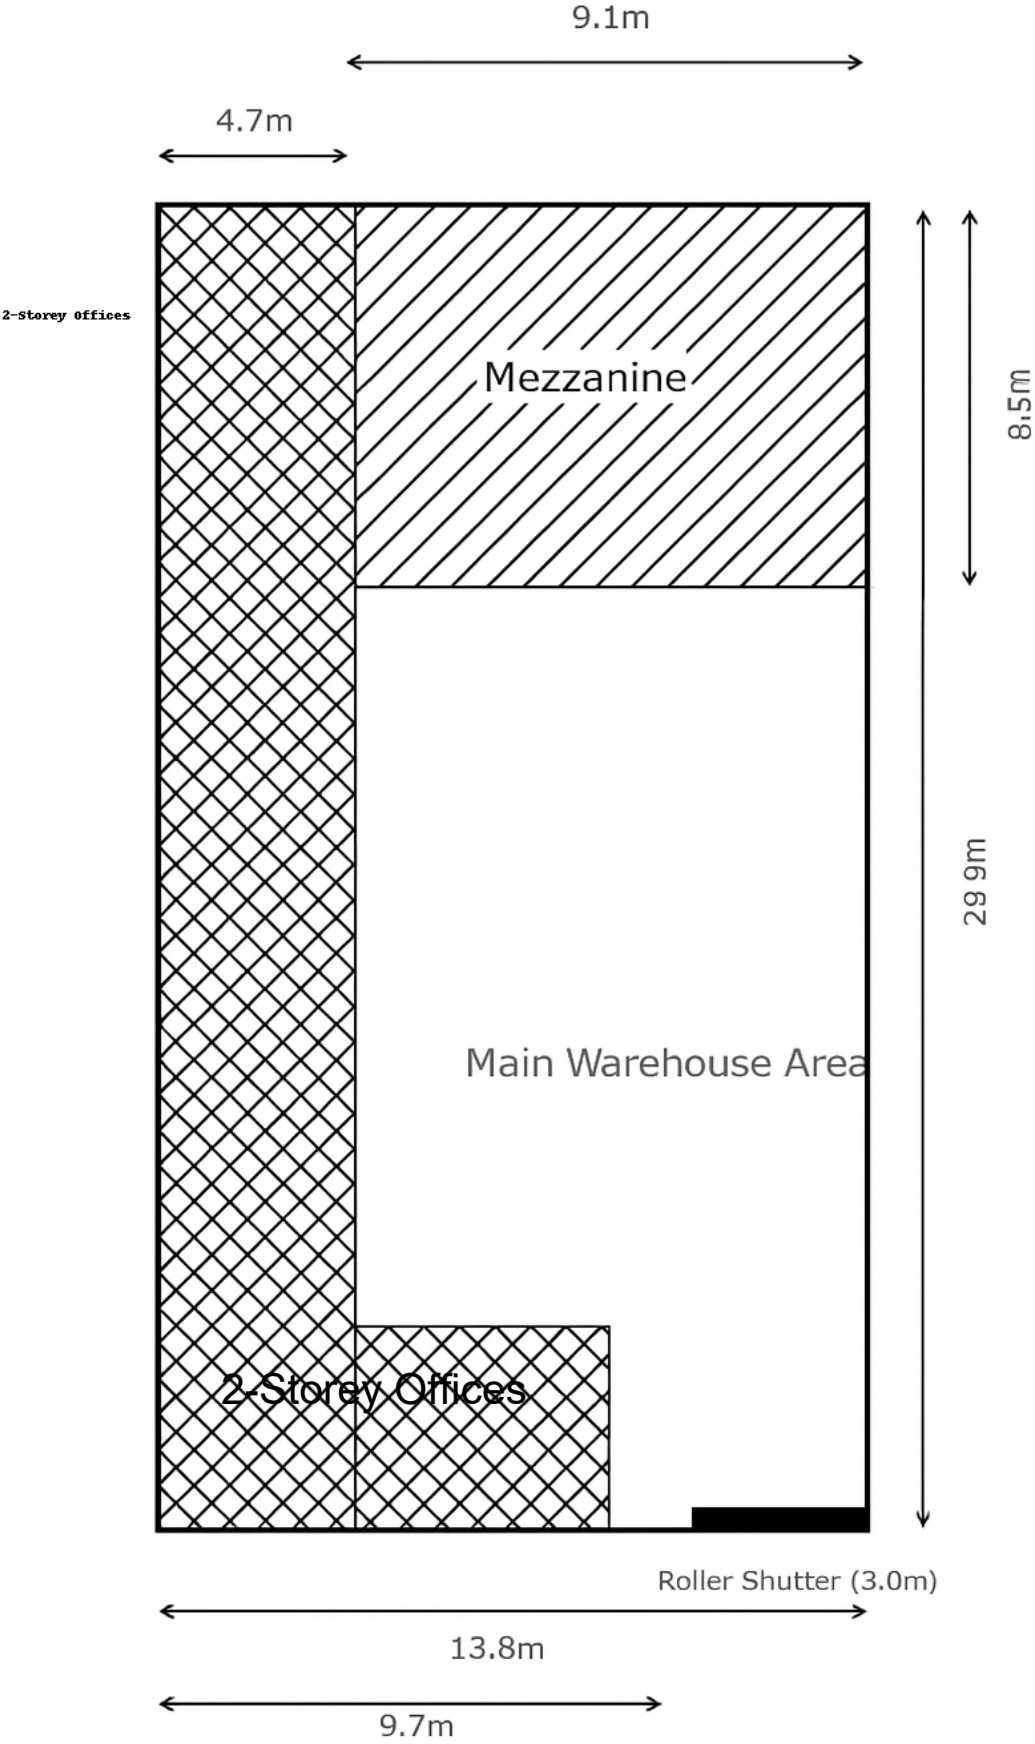 9.1m
4.7m
2-Storey Offices
Mezzanine
8.5m
29 9m
Main Warehouse Area
2-Storey Offices
Roller Shutter (3.0m)
13.8m
9.7m